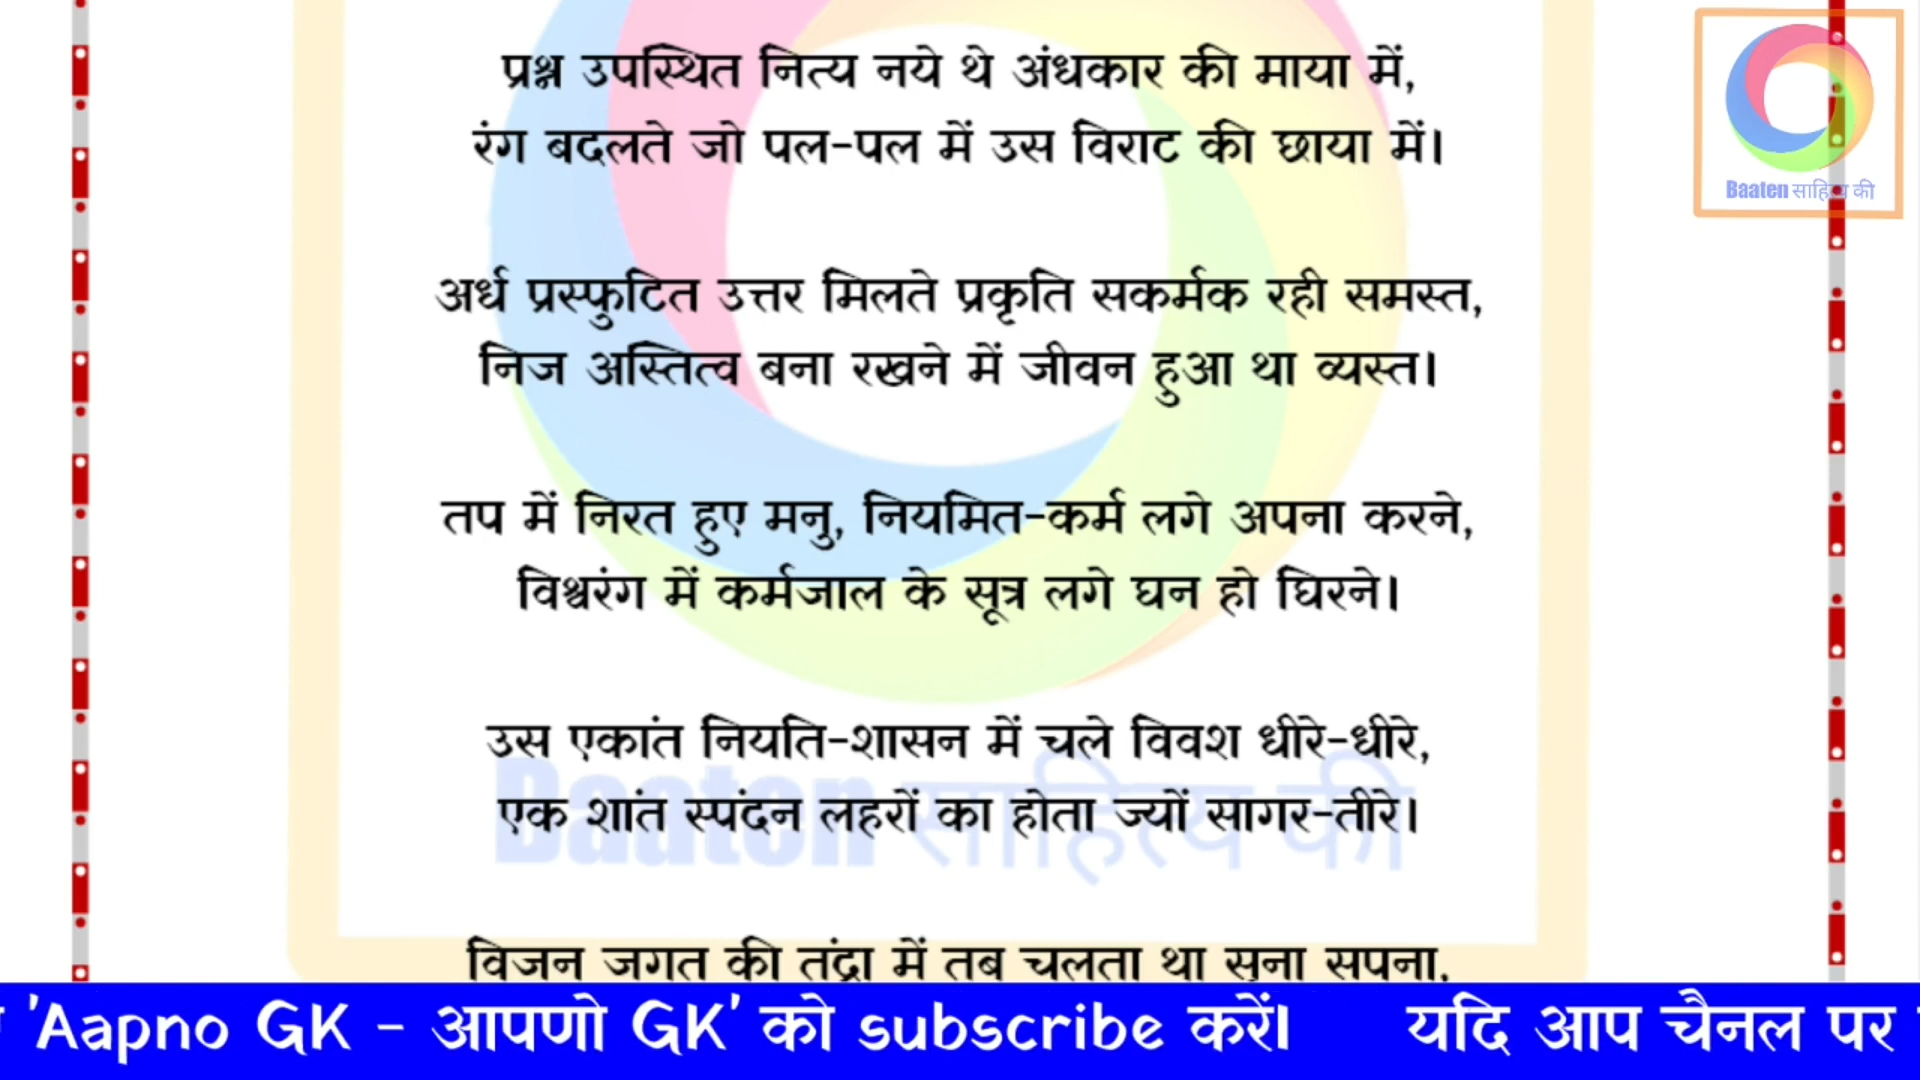 प्रश्न उपस्थित नित्य नये थे अंधकार की माया में,
रंग बदलते जो पल-पल में उस विराट की छाया में।
अर्ध प्रस्फुटित उत्तर मिलते प्रकृति सकर्मक रही समस्त,
निज अस्तित्व बना रखने में जीवन हुआ था व्यस्त।
तप में निरत हुए मनु, नियमित-कर्म लगे अपना करने,
विश्वरंग में कर्मजाल के सूत्र लगे घन हो घिरने।
उस एकांत नियति-शासन में चले विवश धीरे-धीरे,
एक शांत स्पंदन लहरों का होता ज्यों सागर-तीरे।
विजन जगत की तंद्रा में तब चलता था सूना सपना,
Baaten साहित्य की
Baaten साहित्य की
'Aapno GK - आपणो GK' को subscribe करें। यदि आप चैनल पर